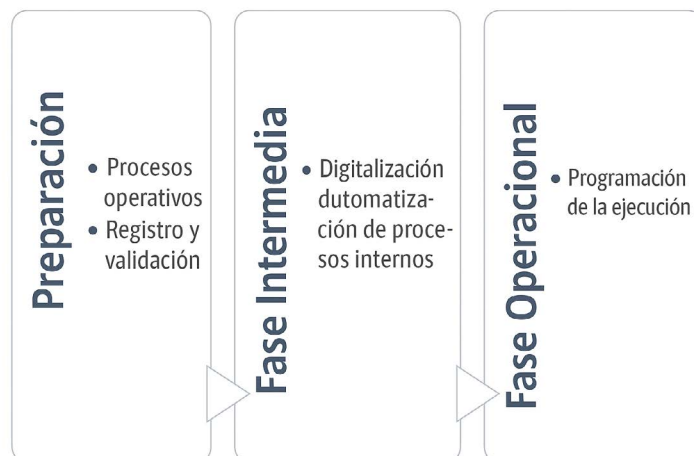 Preparación
• Procesos
operativos
• Registro y
validación
Fase Intermedia
• Digitalización
dutomatiza-
ción de proce-
sos internos
Fase Operacional
• Programación
de la ejecución